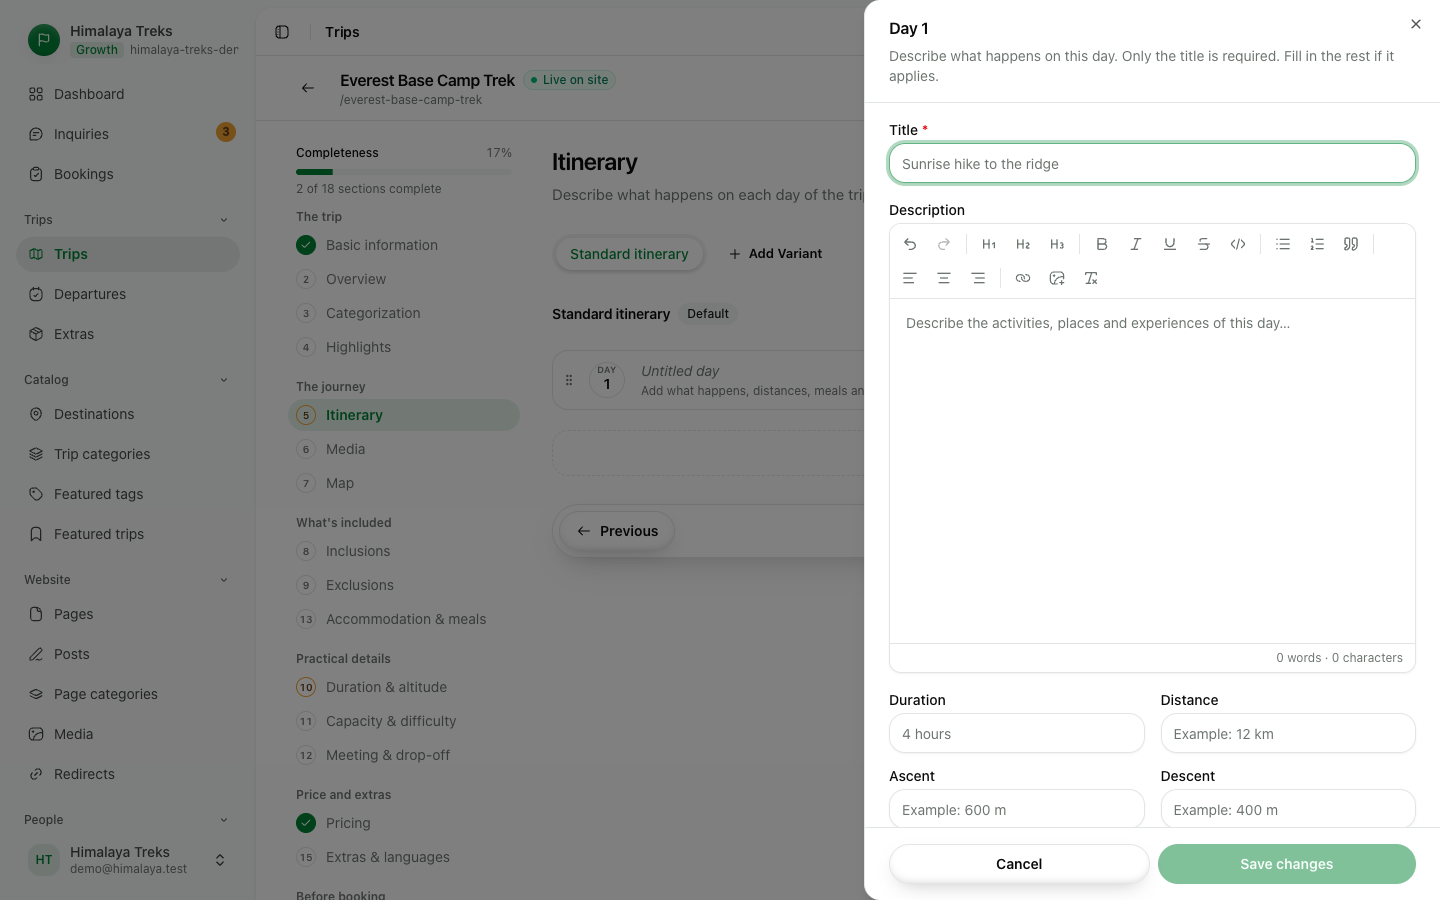 Himalaya Treks
Growth himalaya-treks-der
Dashboard
Inquiries 3
Bookings
Trips
Trips
Departures
Extras
Catalog
Destinations
Trip categories
Featured tags
Featured trips
Website
Pages
Posts
Page categories
Media
Redirects
People
HT Himalaya Treks
demo@himalaya.test
Trips
Everest Base Camp Trek Live on site
/everest-base-camp-trek
Completeness 17%
2 of 18 sections complete
The trip
Basic information
2 Overview
3 Categorization
4 Highlights
The journey
5 Itinerary
6 Media
7 Map
What's included
8 Inclusions
9 Exclusions
13 Accommodation & meals
Practical details
10 Duration & altitude
11 Capacity & difficulty
12 Meeting & drop-off
Price and extras
Pricing
15 Extras & languages
Before booking
Itinerary
Describe what happens on each day of the trip
Standard itinerary + Add Variant
Standard itinerary Default
DAY
1
Untitled day
Add what happens, distances, meals an
Previous
Day 1
Describe what happens on this day. Only the title is required. Fill in the rest if it
applies.
Title *
Sunrise hike to the ridge
Description
H1 H2 H3 B I U S
Describe the activities, places and experiences of this day...
0 words · 0 characters
Duration Distance
4 hours Example: 12 km
Ascent Descent
Example: 600 m Example: 400 m
Cancel Save changes